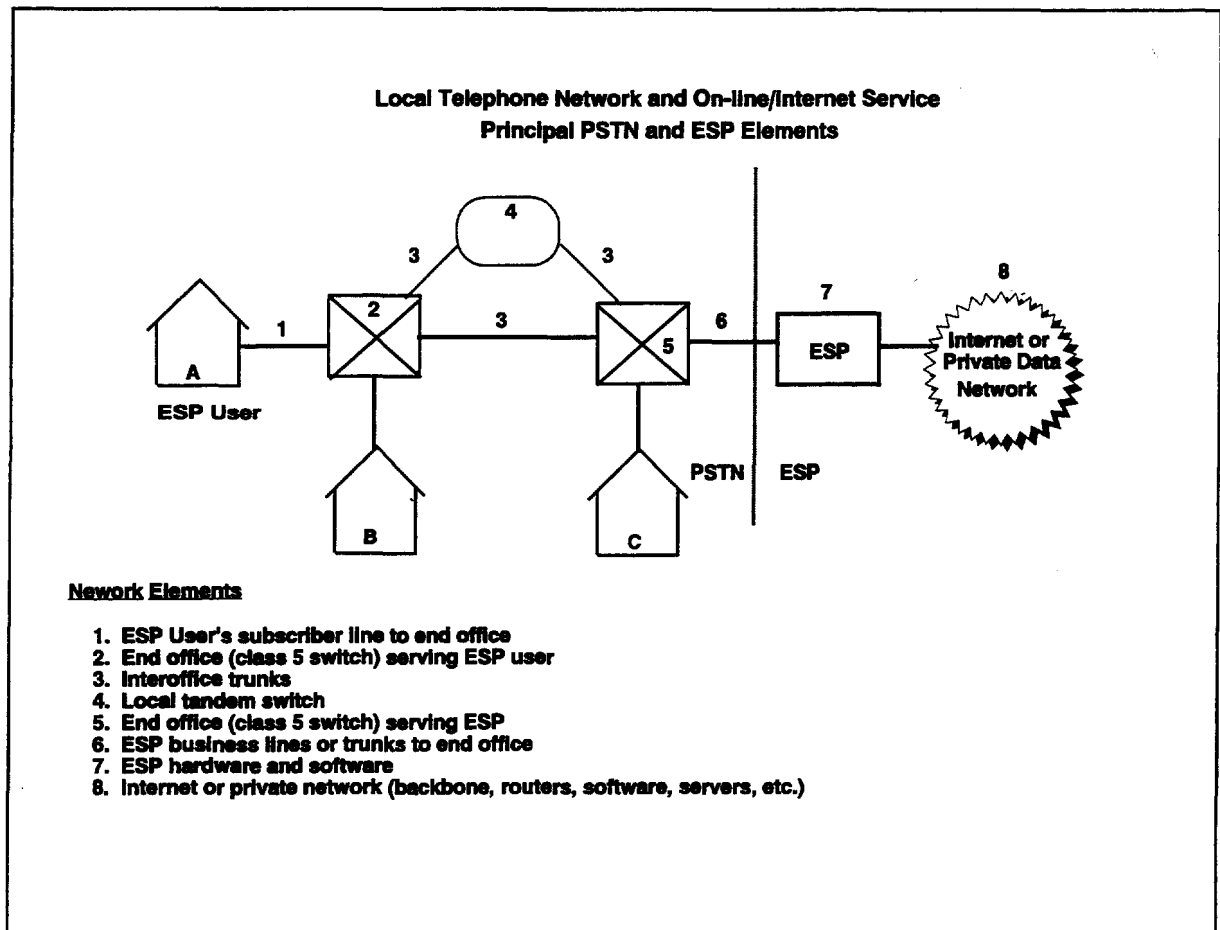 Local Telephone Network and On-line/Internet Service
Principal PSTN and ESP Elements
4
3
3
8
7
2
1
3
6
5
ESP
Internet or
Private Data
Network
A
ESP User
PSTN
ESP
B
C
Nework Elements
1. ESP User's subscriber line to end office
2. End office (class 5 switch) serving ESP user
3. Interoffice trunks
4. Local tandem switch
5. End office (class 5 switch) serving ESP
6. ESP business lines or trunks to end office
7. ESP hardware and software
8. Internet or private network (backbone, routers, software, servers, etc.)